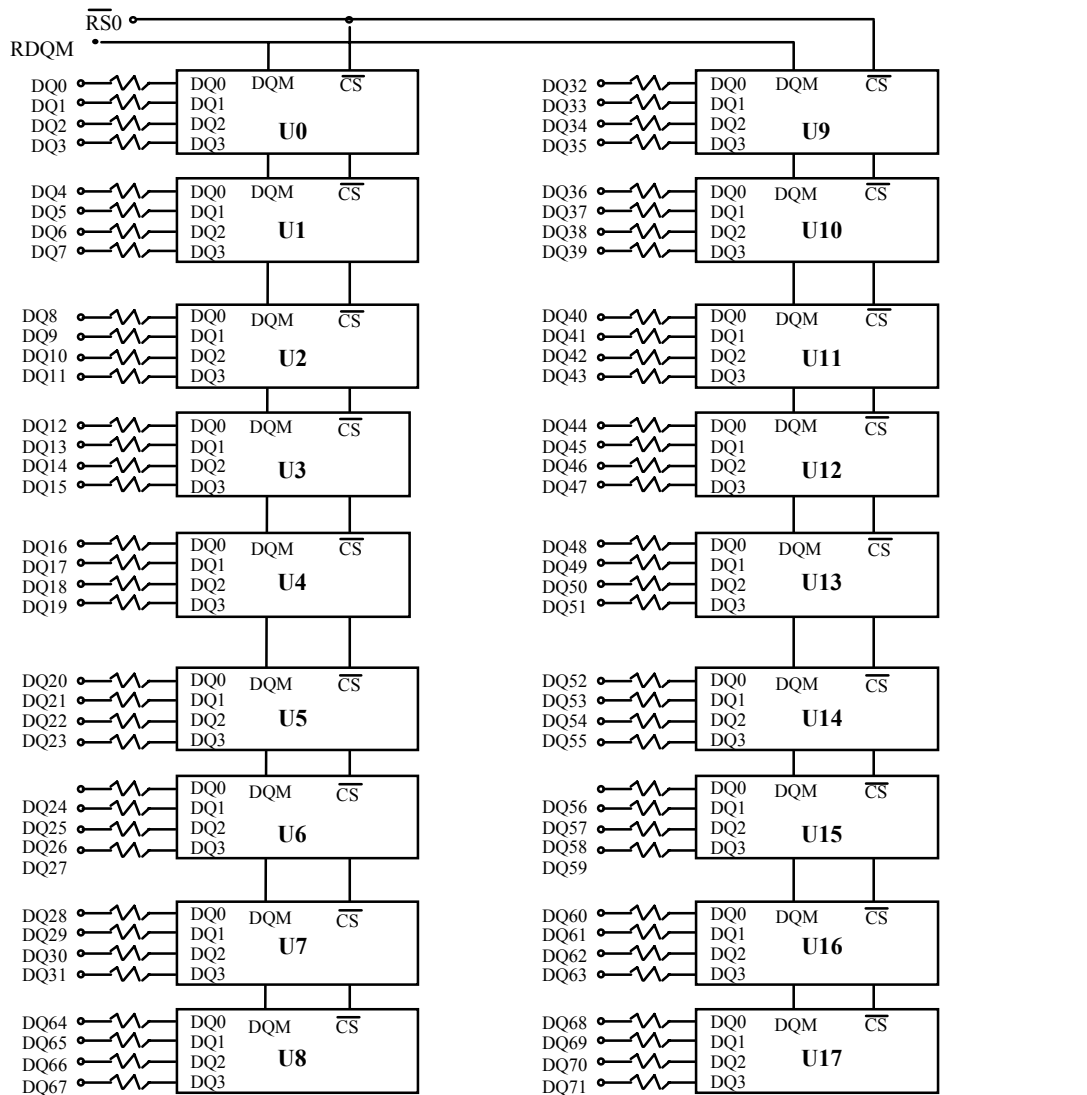 RS0
RDQM
DQ0 DQ0 DQM CS
DQ1 DQ1
DQ2 DQ2 U0
DQ3 DQ3
DQ4 DQ0 DQM CS
DQ5 DQ1
DQ6 DQ2 U1
DQ7 DQ3
DQ8 DQ0 DQM CS
DQ9 DQ1
DQ10 DQ2 U2
DQ11 DQ3
DQ12 DQ0 DQM CS
DQ13 DQ1
DQ14 DQ2 U3
DQ15 DQ3
DQ16 DQ0 DQM CS
DQ17 DQ1
DQ18 DQ2 U4
DQ19 DQ3
DQ20 DQ0 DQM CS
DQ21 DQ1
DQ22 DQ2 U5
DQ23 DQ3
DQ0 DQM CS
DQ24 DQ1
DQ25 DQ2 U6
DQ26 DQ3
DQ27
DQ28 DQ0 DQM CS
DQ29 DQ1
DQ30 DQ2 U7
DQ31 DQ3
DQ64 DQ0 DQM CS
DQ65 DQ1
DQ66 DQ2 U8
DQ67 DQ3
DQ32 DQ0 DQM CS
DQ33 DQ1
DQ34 DQ2 U9
DQ35 DQ3
DQ36 DQ0 DQM CS
DQ37 DQ1
DQ38 DQ2 U10
DQ39 DQ3
DQ40 DQ0 DQM CS
DQ41 DQ1
DQ42 DQ2 U11
DQ43 DQ3
DQ44 DQ0 DQM CS
DQ45 DQ1
DQ46 DQ2 U12
DQ47 DQ3
DQ48 DQ0 DQM CS
DQ49 DQ1
DQ50 DQ2 U13
DQ51 DQ3
DQ52 DQ0 DQM CS
DQ53 DQ1
DQ54 DQ2 U14
DQ55 DQ3
DQ0 DQM CS
DQ56 DQ1
DQ57 DQ2 U15
DQ58 DQ3
DQ59
DQ60 DQ0 DQM CS
DQ61 DQ1
DQ62 DQ2 U16
DQ63 DQ3
DQ68 DQ0 DQM CS
DQ69 DQ1
DQ70 DQ2 U17
DQ71 DQ3